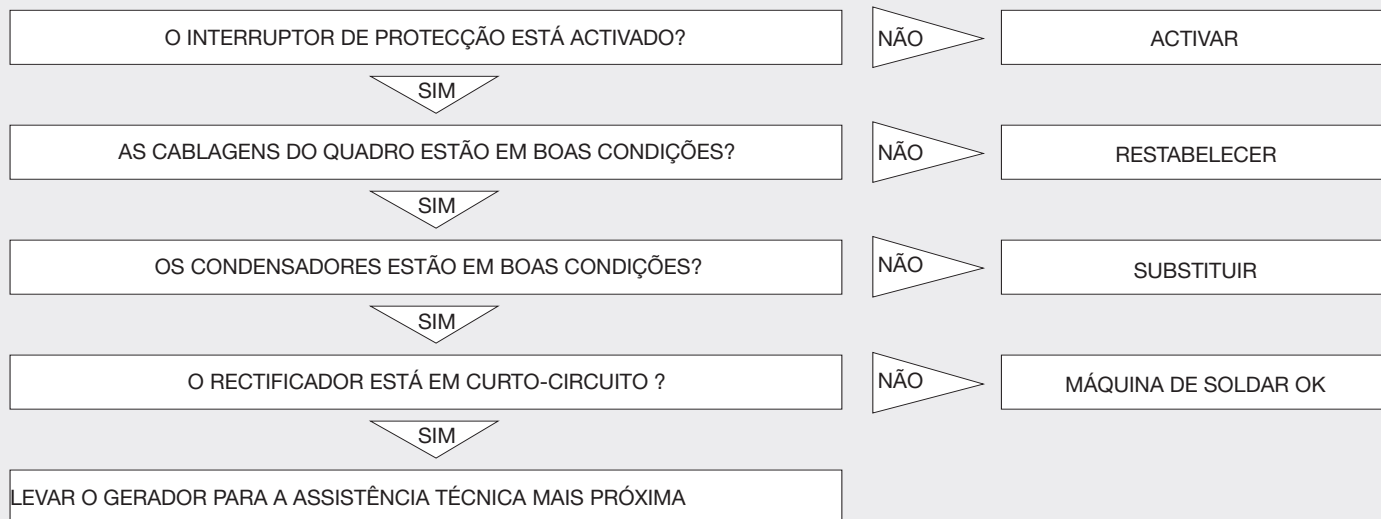 O INTERRUPTOR DE PROTECÇÃO ESTÁ ACTIVADO?
NÃO
ACTIVAR
SIM
AS CABLAGENS DO QUADRO ESTÃO EM BOAS CONDIÇÕES?
NÃO
RESTABELECER
SIM
OS CONDENSADORES ESTÃO EM BOAS CONDIÇÕES?
NÃO
SUBSTITUIR
SIM
O RECTIFICADOR ESTÁ EM CURTO-CIRCUITO ?
NÃO
MÁQUINA DE SOLDAR OK
SIM
LEVAR O GERADOR PARA A ASSISTÊNCIA TÉCNICA MAIS PRÓXIMA